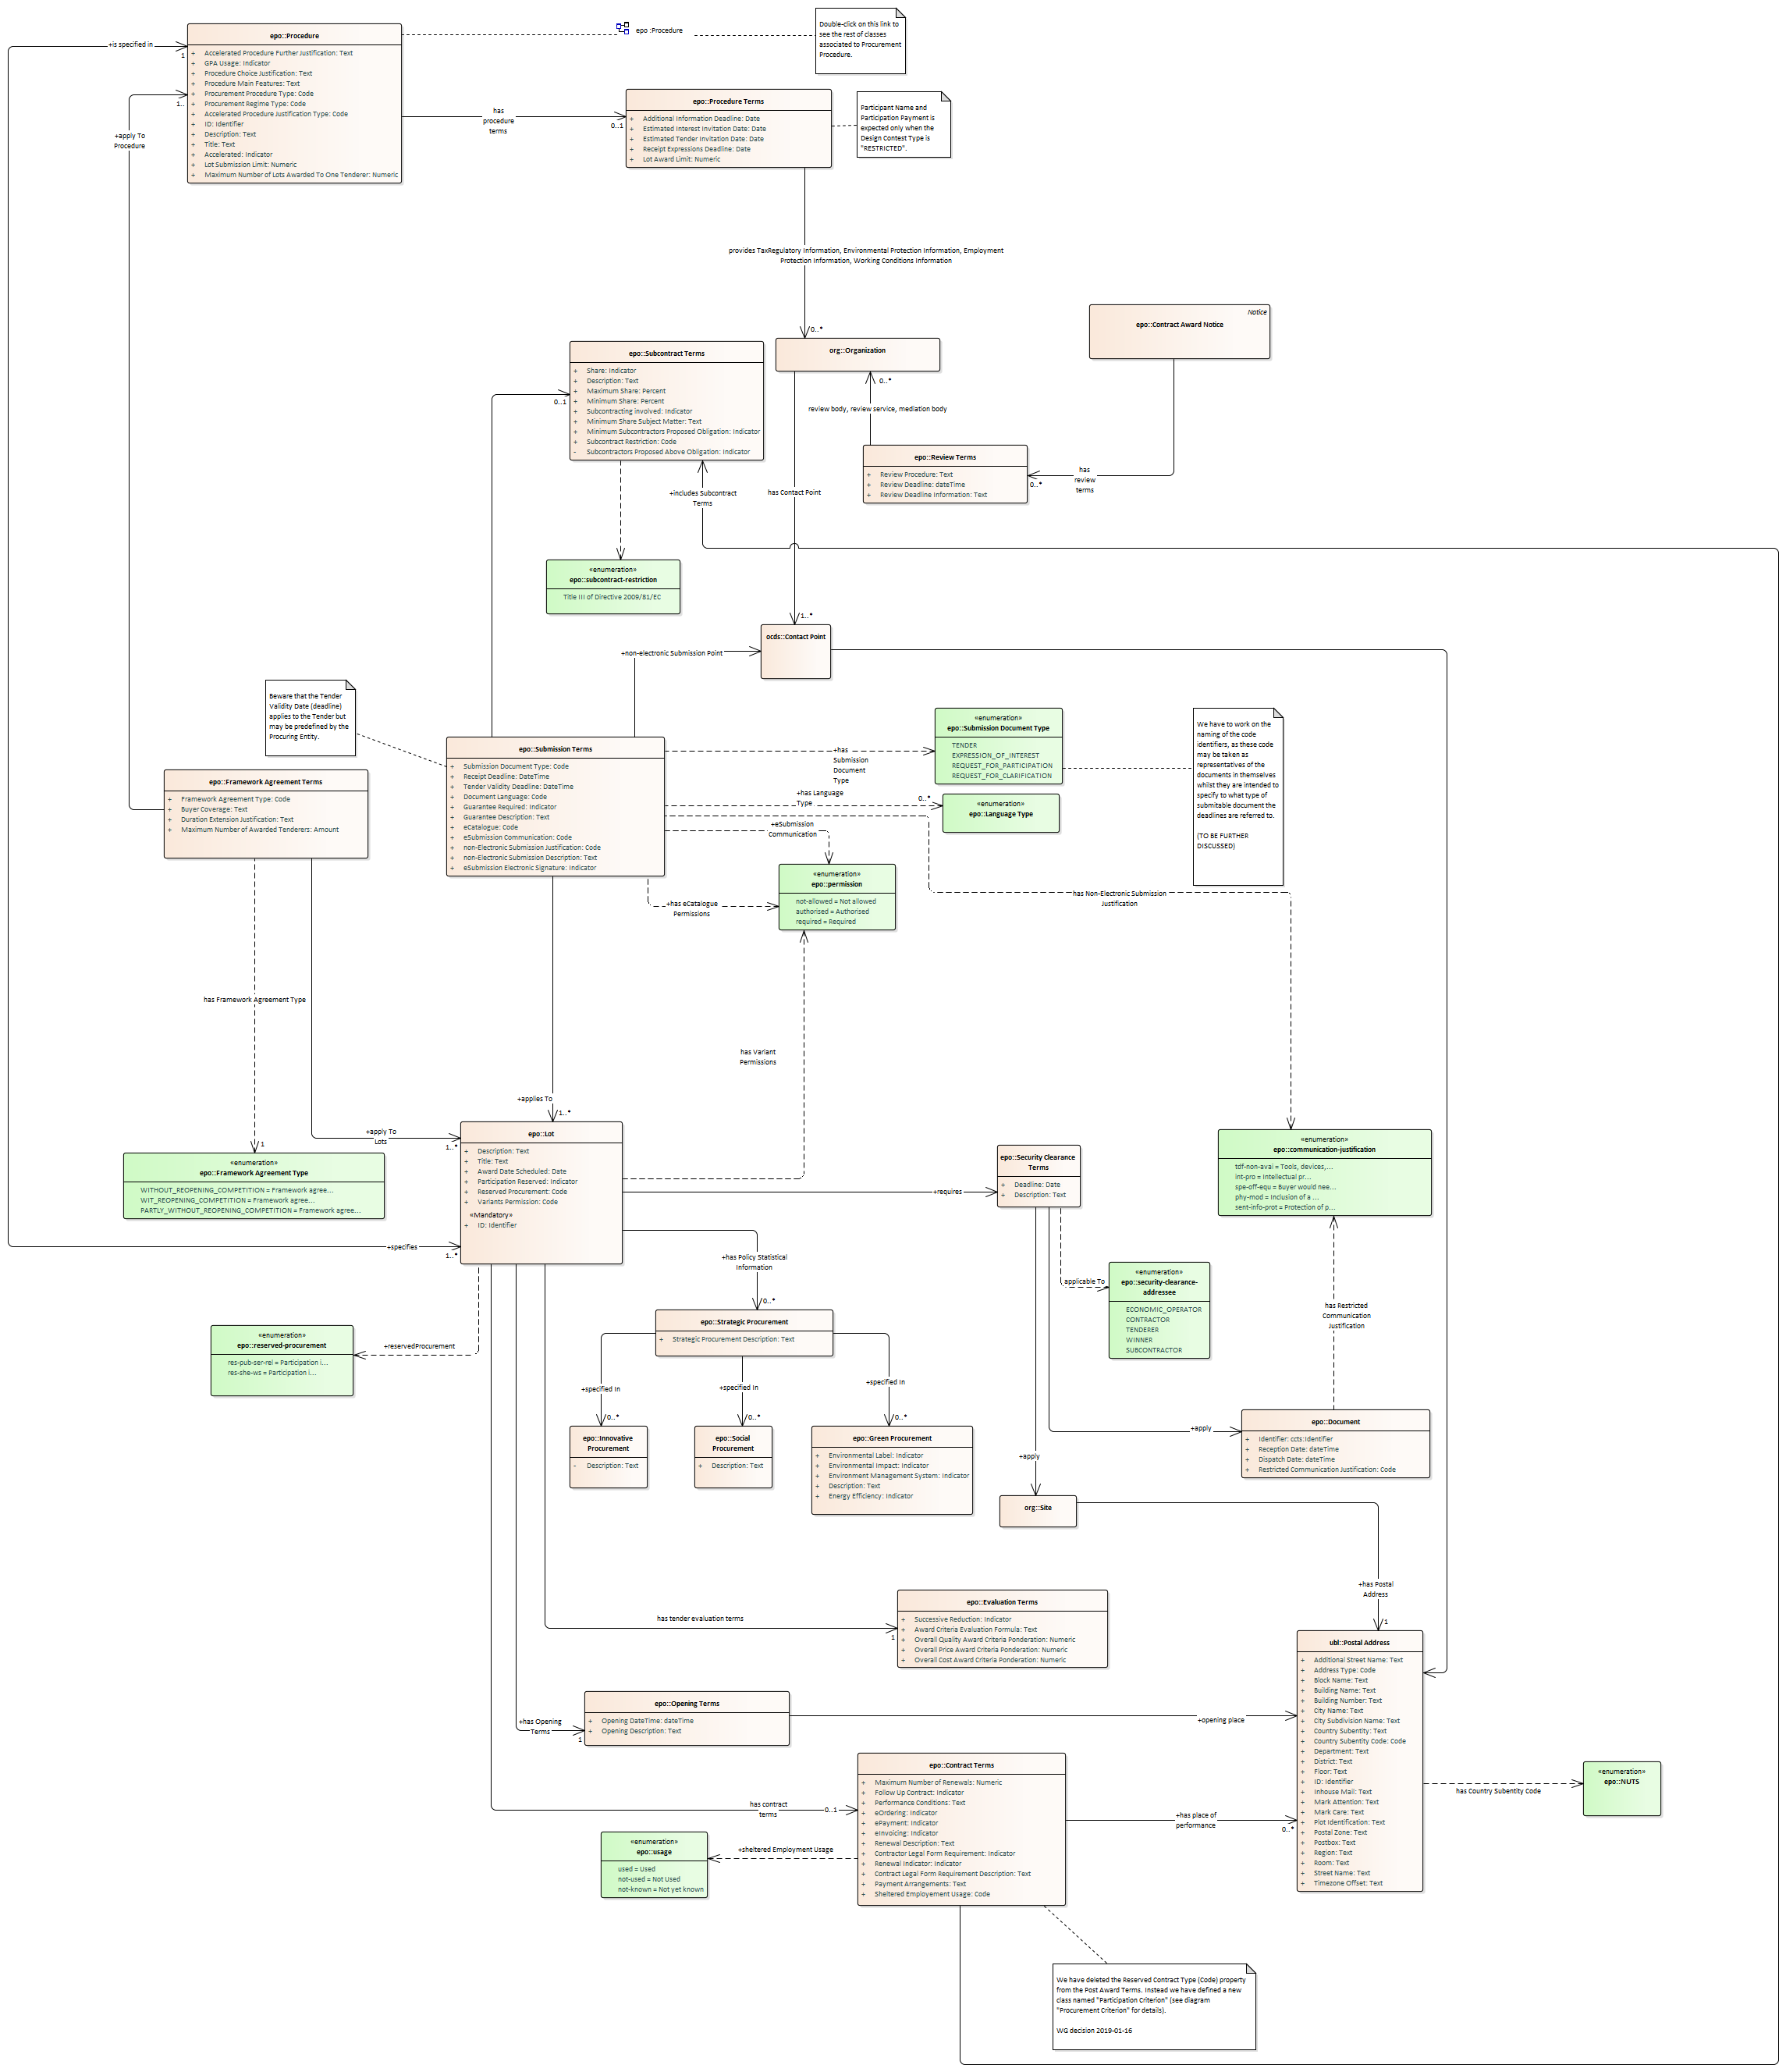 epo :Procedure
Double-click on this link to
see the rest of classes
associated to Procurement
Procedure.
epo::Procedure
+ Accelerated Procedure Further Justification: Text
+ GPA Usage: Indicator
+ Procedure Choice Justification: Text
+ Procedure Main Features: Text
+ Procurement Procedure Type: Code
+ Procurement Regime Type: Code
+ Accelerated Procedure Justification Type: Code
+ ID: Identifier
+ Description: Text
+ Title: Text
+ Accelerated: Indicator
+ Lot Submission Limit: Numeric
+ Maximum Number of Lots Awarded To One Tenderer: Numeric
+is specified in
1
1..
+apply To
Procedure
has
procedure
terms
0..1
epo::Procedure Terms
+ Additional Information Deadline: Date
+ Estimated Interest Invitation Date: Date
+ Estimated Tender Invitation Date: Date
+ Receipt Expressions Deadline: Date
+ Lot Award Limit: Numeric
Participant Name and
Participation Payment is
expected only when the
Design Contest Type is
"RESTRICTED".
provides TaxRegulatory Information, Environmental Protection Information, Employment
Protection Information, Working Conditions Information
0..*
org::Organization
Notice
epo::Contract Award Notice
epo::Subcontract Terms
+ Share: Indicator
+ Description: Text
+ Maximum Share: Percent
+ Minimum Share: Percent
+ Subcontracting involved: Indicator
+ Minimum Share Subject Matter: Text
+ Minimum Subcontractors Proposed Obligation: Indicator
+ Subcontract Restriction: Code
- Subcontractors Proposed Above Obligation: Indicator
0..1
0..*
review body, review service, mediation body
epo::Review Terms
+ Review Procedure: Text
+ Review Deadline: dateTime
+ Review Deadline Information: Text
has
review
terms
0..*
+includes Subcontract
Terms
has Contact Point
«enumeration»
epo::subcontract-restriction
Title III of Directive 2009/81/EC
1..*
ocds::Contact Point
+non-electronic Submission Point
Beware that the Tender
Validity Date (deadline)
applies to the Tender but
may be predefined by the
Procuring Entity.
epo::Submission Terms
+ Submission Document Type: Code
+ Receipt Deadline: DateTime
+ Tender Validity Deadline: DateTime
+ Document Language: Code
+ Guarantee Required: Indicator
+ Guarantee Description: Text
+ eCatalogue: Code
+ eSubmission Communication: Code
+ non-Electronic Submission Justification: Code
+ non-Electronic Submission Description: Text
+ eSubmission Electronic Signature: Indicator
+has
Submission
Document
Type
«enumeration»
epo::Submission Document Type
TENDER
EXPRESSION_OF_INTEREST
REQUEST_FOR_PARTICIPATION
REQUEST_FOR_CLARIFICATION
We have to work on the
naming of the code
identifiers, as these code
may be taken as
representatives of the
documents in themselves
whilst they are intended to
specify to what type of
submitable document the
deadlines are referred to.
(TO BE FURTHER
DISCUSSED)
+has Language
Type
0..*
«enumeration»
epo::Language Type
+eSubmission
Communication
epo::Framework Agreement Terms
+ Framework Agreement Type: Code
+ Buyer Coverage: Text
+ Duration Extension Justification: Text
+ Maximum Number of Awarded Tenderers: Amount
«enumeration»
epo::permission
not-allowed = Not allowed
authorised = Authorised
required = Required
+has eCatalogue
Permissions
has Non-Electronic Submission
Justification
has Framework Agreement Type
has Variant
Permissions
+applies To
1..*
+apply To
Lots
1..*
1
«enumeration»
epo::Framework Agreement Type
WITHOUT_REOPENING_COMPETITION = Framework agree...
WIT_REOPENING_COMPETITION = Framework agree...
PARTLY_WITHOUT_REOPENING_COMPETITION = Framework agree...
epo::Lot
+ Description: Text
+ Title: Text
+ Award Date Scheduled: Date
+ Participation Reserved: Indicator
+ Reserved Procurement: Code
+ Variants Permission: Code
«Mandatory»
+ ID: Identifier
+specifies
1..*
+requires
epo::Security Clearance
Terms
+ Deadline: Date
+ Description: Text
«enumeration»
epo::communication-justification
tdf-non-avai = Tools, devices,...
int-pro = Intellectual pr...
spe-off-equ = Buyer would nee...
phy-mod = Inclusion of a ...
sent-info-prot = Protection of p...
+has Policy Statistical
Information
0..*
applicable To
«enumeration»
epo::security-clearance-
addressee
ECONOMIC_OPERATOR
CONTRACTOR
TENDERER
WINNER
SUBCONTRACTOR
has Restricted
Communication
Justification
«enumeration»
epo::reserved-procurement
res-pub-ser-rel = Participation i...
res-she-ws = Participation i...
+reservedProcurement
epo::Strategic Procurement
+ Strategic Procurement Description: Text
+specified In
+specified In
+specified In
0..*
0..*
0..*
epo::Innovative
Procurement
- Description: Text
epo::Social
Procurement
+ Description: Text
epo::Green Procurement
+ Environmental Label: Indicator
+ Environmental Impact: Indicator
+ Environment Management System: Indicator
+ Description: Text
+ Energy Efficiency: Indicator
+apply
+apply
epo::Document
+ Identifier: ccts:Identifier
+ Reception Date: dateTime
+ Dispatch Date: dateTime
+ Restricted Communication Justification: Code
org::Site
+has Postal
Address
1
has tender evaluation terms
1
epo::Evaluation Terms
+ Successive Reduction: Indicator
+ Award Criteria Evaluation Formula: Text
+ Overall Quality Award Criteria Ponderation: Numeric
+ Overall Price Award Criteria Ponderation: Numeric
+ Overall Cost Award Criteria Ponderation: Numeric
ubl::Postal Address
+ Additional Street Name: Text
+ Address Type: Code
+ Block Name: Text
+ Building Name: Text
+ Building Number: Text
+ City Name: Text
+ City Subdivision Name: Text
+ Country Subentity: Text
+ Country Subentity Code: Code
+ Department: Text
+ District: Text
+ Floor: Text
+ ID: Identifier
+ Inhouse Mail: Text
+ Mark Attention: Text
+ Mark Care: Text
+ Plot Identification: Text
+ Postal Zone: Text
+ Postbox: Text
+ Region: Text
+ Room: Text
+ Street Name: Text
+ Timezone Offset: Text
+has Opening
Terms
1
epo::Opening Terms
+ Opening DateTime: dateTime
+ Opening Description: Text
+opening place
has Country Subentity Code
«enumeration»
epo::NUTS
has contract
terms
0..1
epo::Contract Terms
+ Maximum Number of Renewals: Numeric
+ Follow Up Contract: Indicator
+ Performance Conditions: Text
+ eOrdering: Indicator
+ ePayment: Indicator
+ eInvoicing: Indicator
+ Renewal Description: Text
+ Contractor Legal Form Requirement: Indicator
+ Renewal Indicator: Indicator
+ Contract Legal Form Requirement Description: Text
+ Payment Arrangements: Text
+ Sheltered Employement Usage: Code
+has place of
performance
0..*
+sheltered Employment Usage
«enumeration»
epo::usage
used = Used
not-used = Not Used
not-known = Not yet known
We have deleted the Reserved Contract Type (Code) property
from the Post Award Terms. Instead we have defined a new
class named "Participation Criterion" (see diagram
"Procurement Criterion" for details).
WG decision 2019-01-16